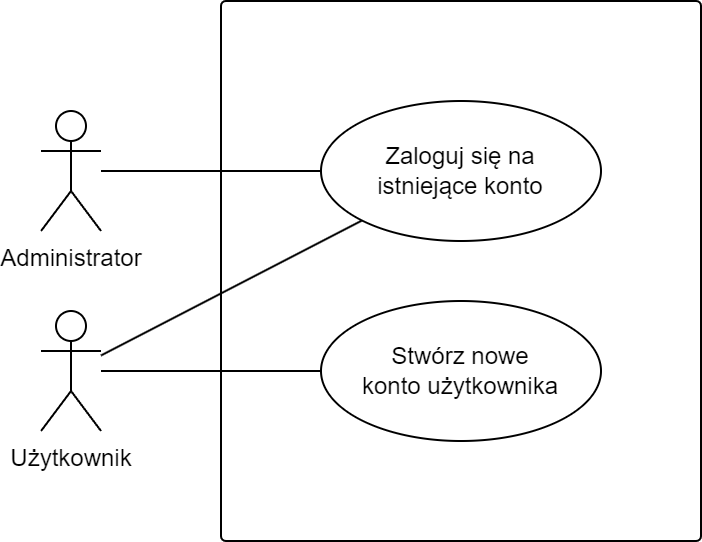 Zaloguj się na
istniejące konto
Administrator
Stwórz nowe
konto użytkownika
Użytkownik